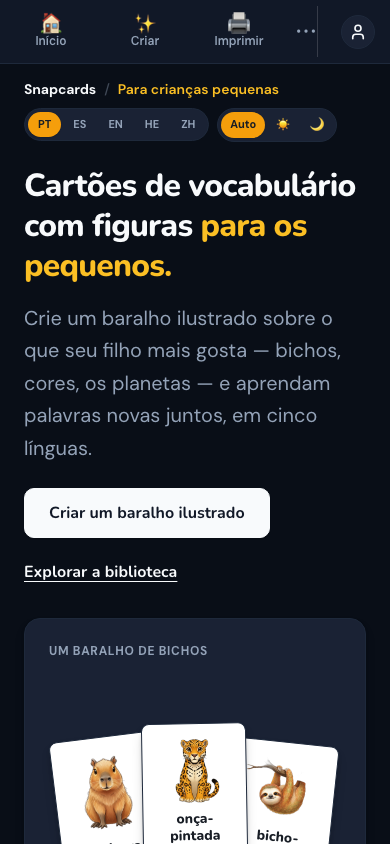 Início
Criar
Imprimir
Snapcards / Para crianças pequenas
PT ES EN HE ZH
Auto
Cartões de vocabulário
com figuras para os
pequenos.
Crie um baralho ilustrado sobre o
que seu filho mais gosta — bichos,
cores, os planetas — e aprendam
palavras novas juntos, em cinco
línguas.
Criar um baralho ilustrado
Explorar a biblioteca
UM BARALHO DE BICHOS
onça-
pintada
bicho-